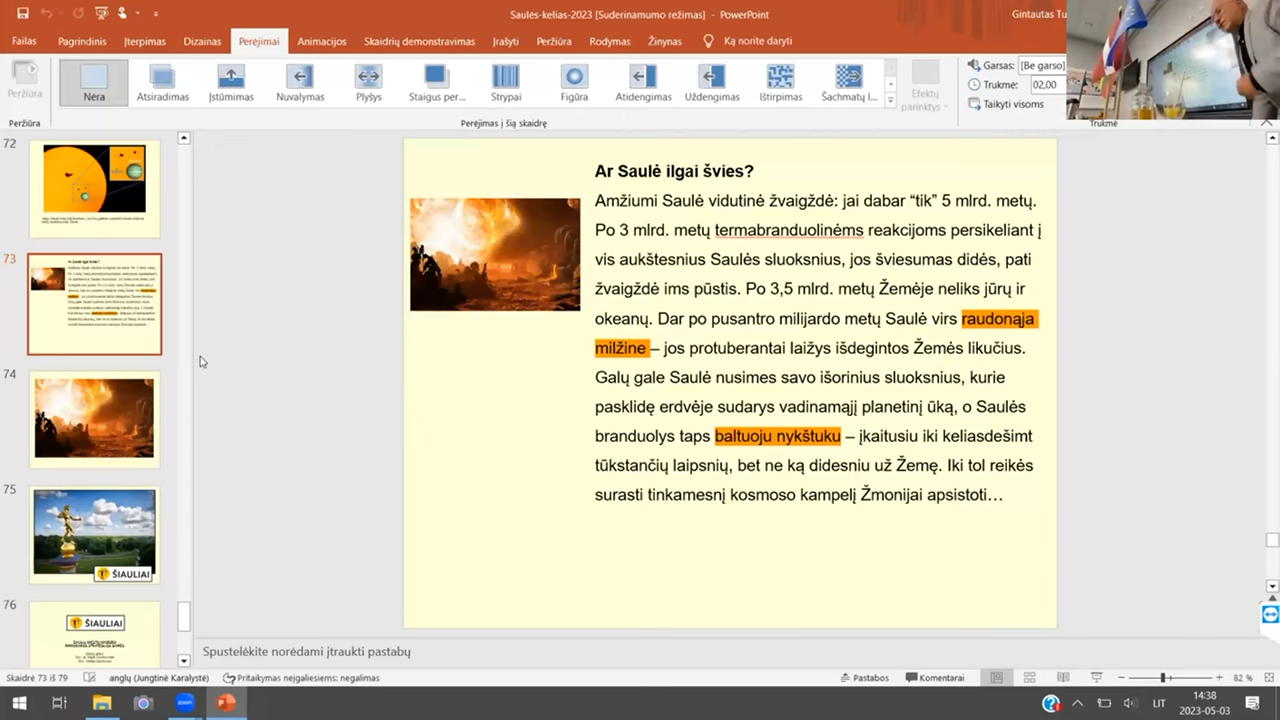 Saulės-kelias-2023 [Suderinamumo režimas] - PowerPoint
Gintautas Tu
Failas Pagrindinis Įterpimas Dizainas Perėjimai Animacijos Skaidrių demonstravimas Įrašyti Peržiūra Rodymas Žinynas Ką norite daryti
Peržiūra Nėra Atsiradimas Įstūmimas Nuvalymas Plyšys Staigus per... Strypai Figūra Atidengimas Uždengimas Ištirpimas Šachmatų l... Efektų parinktys
Garsas: [Be garso]
Trukmė: 02,00
Taikyti visoms
Peržiūra Perėjimas į šią skaidrę Trukmė
72
73
74
75
ŠIAULIAI
76
ŠIAULIAI
Ar Saulė ilgai švies?
Amžiumi Saulė vidutinė žvaigždė: jai dabar “tik” 5 mlrd. metų.
Po 3 mlrd. metų termabranduolinėms reakcijoms persikeliant į
vis aukštesnius Saulės sluoksnius, jos šviesumas didės, pati
žvaigždė ims pūstis. Po 3,5 mlrd. metų Žemėje neliks jūrų ir
okeanų. Dar po pusantro milijardo metų Saulė virs raudonąja
milžine – jos protuberantai laižys išdegintos Žemės likučius.
Galų gale Saulė nusimes savo išorinius sluoksnius, kurie
pasklidę erdvėje sudarys vadinamąjį planetinį ūką, o Saulės
branduolys taps baltuoju nykštuku – įkaitusiu iki keliasdešimt
tūkstančių laipsnių, bet ne ką didesniu už Žemę. Iki tol reikės
surasti tinkamesnį kosmoso kampelį Žmonijai apsistoti…
Spustelėkite norėdami įtraukti pastabų
Skaidrė 73 iš 79 anglų (Jungtinė Karalystė) Pritaikymas neįgaliesiems: negalimas Pastabos Komentarai 82 %
LIT
14:38
2023-05-03